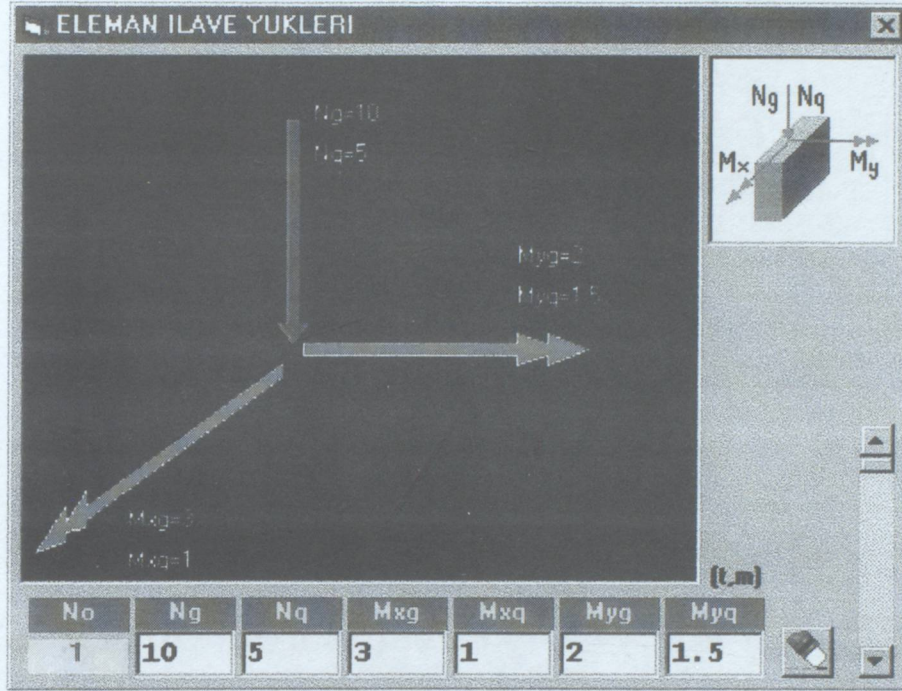 ELEMAN ILAVE YUKLERI
Ng=10
Nq=5
Myg=2
Myq=1.5
Mxg=3
Mxq=1
Ng Nq
Mx
My
(t,m)
No Ng Nq Mxg Mxq Myg Myq
1 10 5 3 1 2 1.5